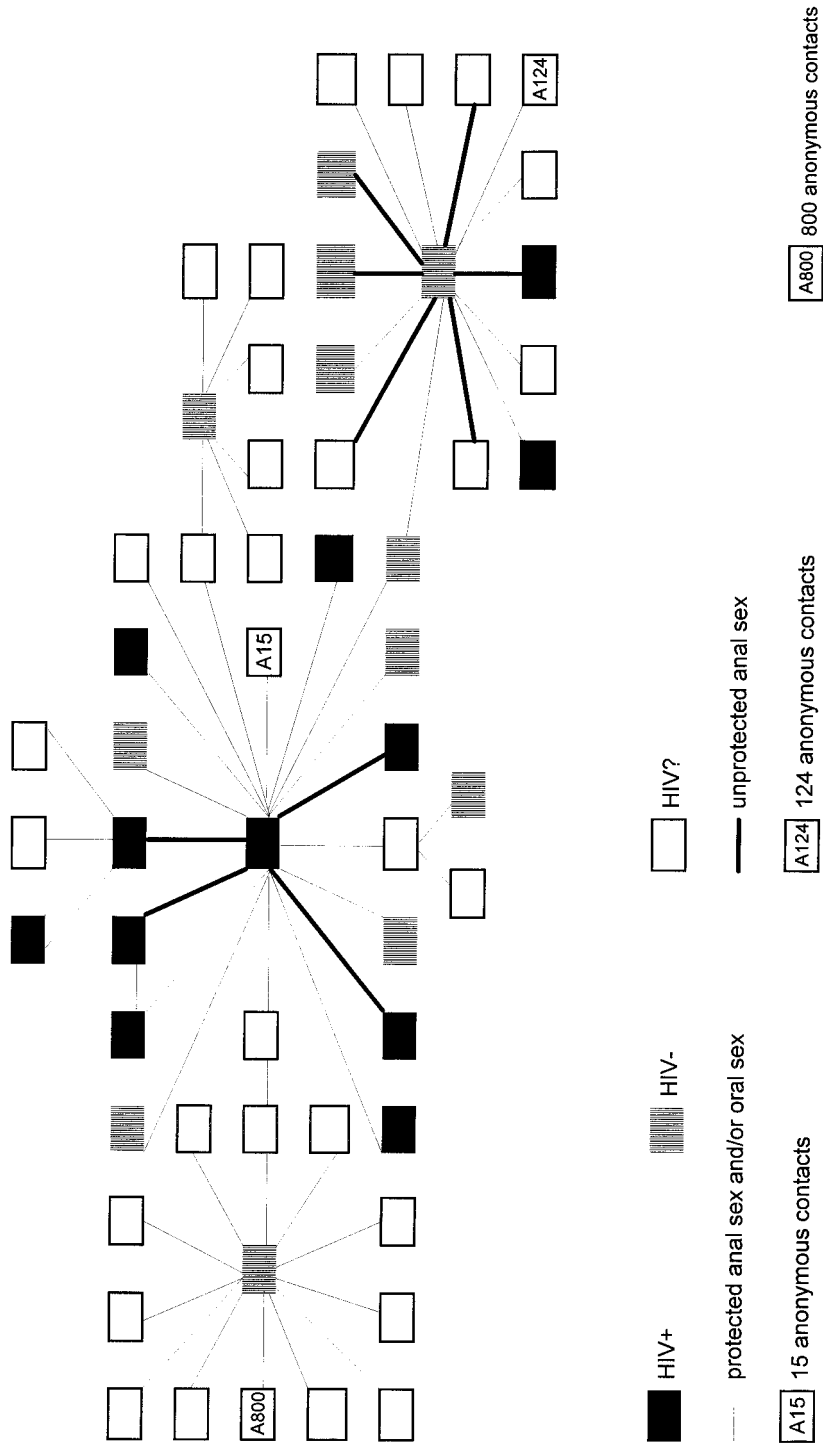 A800
A15
A124
HIV+
HIV-
HIV?
protected anal sex and/or oral sex
unprotected anal sex
A15 15 anonymous contacts
A124 124 anonymous contacts
A800 800 anonymous contacts